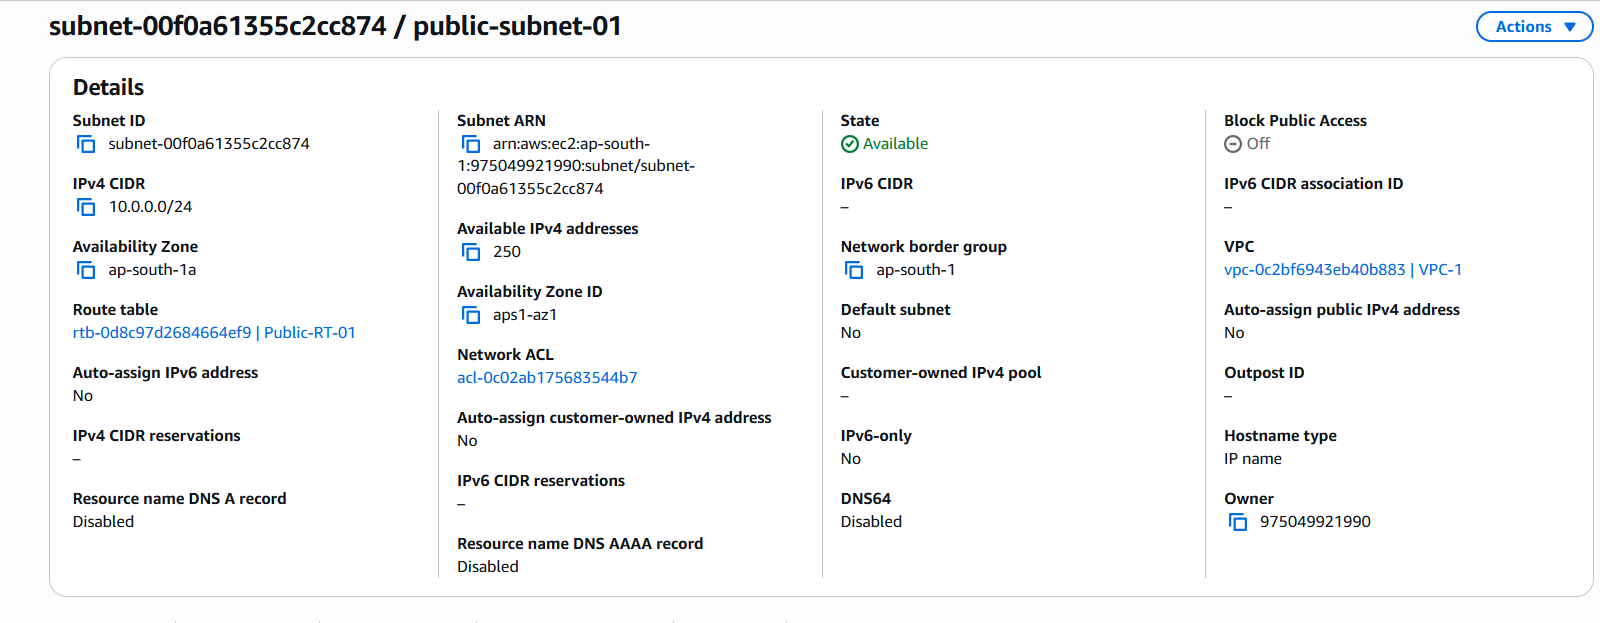 subnet-00f0a61355c2cc874 / public-subnet-01
Actions
Details
Subnet ID
subnet-00f0a61355c2cc874
IPv4 CIDR
10.0.0.0/24
Availability Zone
ap-south-1a
Route table
rtb-0d8c97d2684664ef9 | Public-RT-01
Auto-assign IPv6 address
No
IPv4 CIDR reservations
–
Resource name DNS A record
Disabled
Subnet ARN
arn:aws:ec2:ap-south-
1:975049921990:subnet/subnet-
00f0a61355c2cc874
Available IPv4 addresses
250
Availability Zone ID
aps1-az1
Network ACL
acl-0c02ab175683544b7
Auto-assign customer-owned IPv4 address
No
IPv6 CIDR reservations
–
Resource name DNS AAAA record
Disabled
State
Available
IPv6 CIDR
–
Network border group
ap-south-1
Default subnet
No
Customer-owned IPv4 pool
–
IPv6-only
No
DNS64
Disabled
Block Public Access
Off
IPv6 CIDR association ID
–
VPC
vpc-0c2bf6943eb40b883 | VPC-1
Auto-assign public IPv4 address
No
Outpost ID
–
Hostname type
IP name
Owner
975049921990